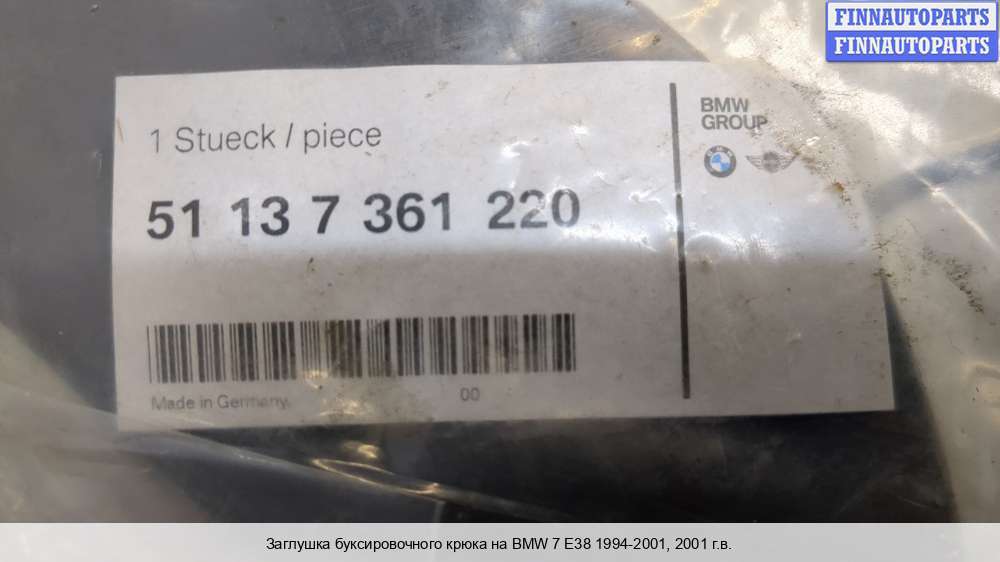 FINNAUTOPARTS
FINNAUTOPARTS
1 Stueck / piece
BMW
GROUP
51 13 7 361 220
Made in Germany.
00
Заглушка буксировочного крюка на BMW 7 E38 1994-2001, 2001 г.в.